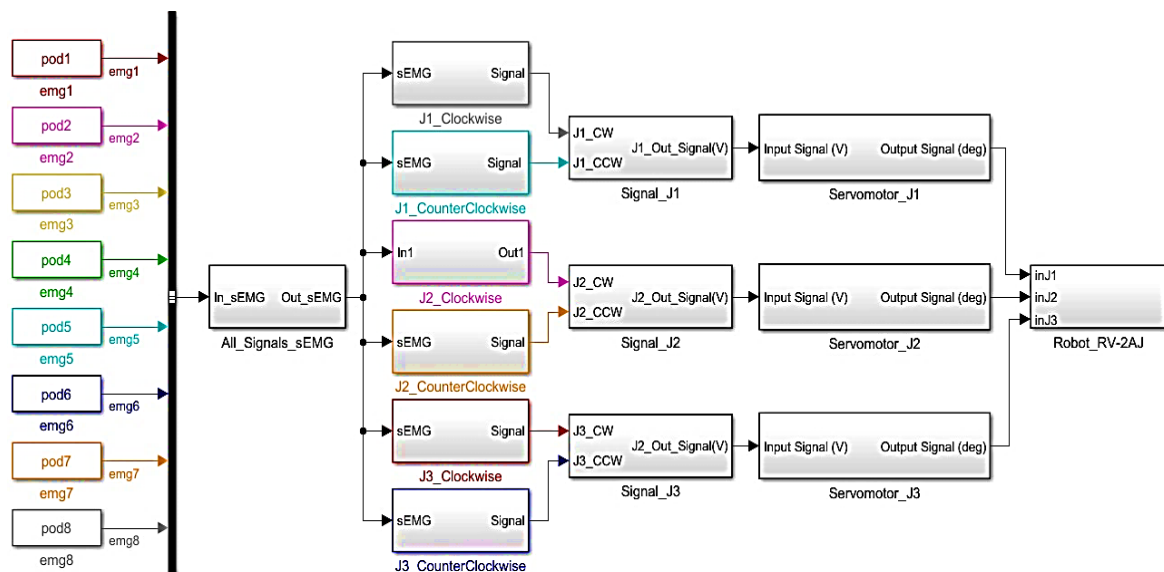 pod1
emg1
emg1
pod2
emg2
emg2
pod3
emg3
emg3
pod4
emg4
emg4
pod5
emg5
emg5
pod6
emg6
emg6
pod7
emg7
emg7
pod8
emg8
emg8
In_sEMG Out_sEMG
All_Signals_sEMG
sEMG Signal
J1_Clockwise
sEMG Signal
J1_CounterClockwise
In1 Out1
J2_Clockwise
sEMG Signal
J2_CounterClockwise
sEMG Signal
J3_Clockwise
sEMG Signal
J3_CounterClockwise
J1_CW
J1_Out_Signal(V)
J1_CCW
Signal_J1
J2_CW
J2_Out_Signal(V)
J2_CCW
Signal_J2
J3_CW
J2_Out_Signal(V)
J3_CCW
Signal_J3
Input Signal (V) Output Signal (deg)
Servomotor_J1
Input Signal (V) Output Signal (deg)
Servomotor_J2
Input Signal (V) Output Signal (deg)
Servomotor_J3
inJ1
inJ2
inJ3
Robot_RV-2AJ